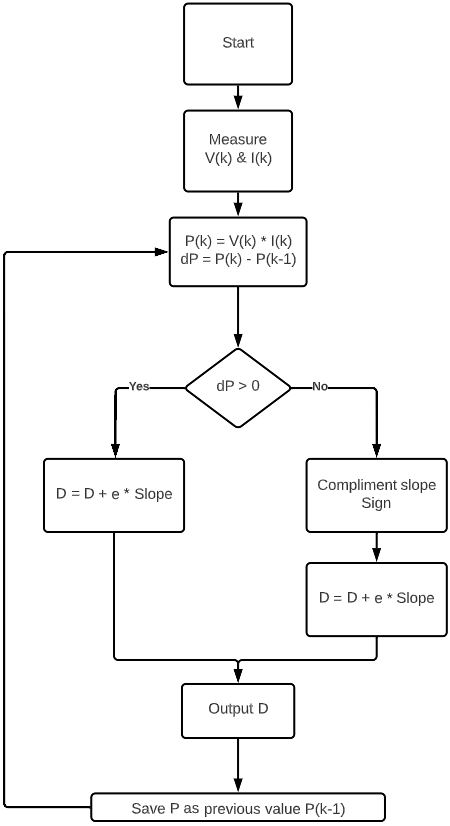 Start
Measure
V(k) & I(k)
P(k) = V(k) * I(k)
dP = P(k) - P(k-1)
dP > 0
Yes
No
D = D + e * Slope
Compliment slope
Sign
D = D + e * Slope
Output D
Save P as previous value P(k-1)